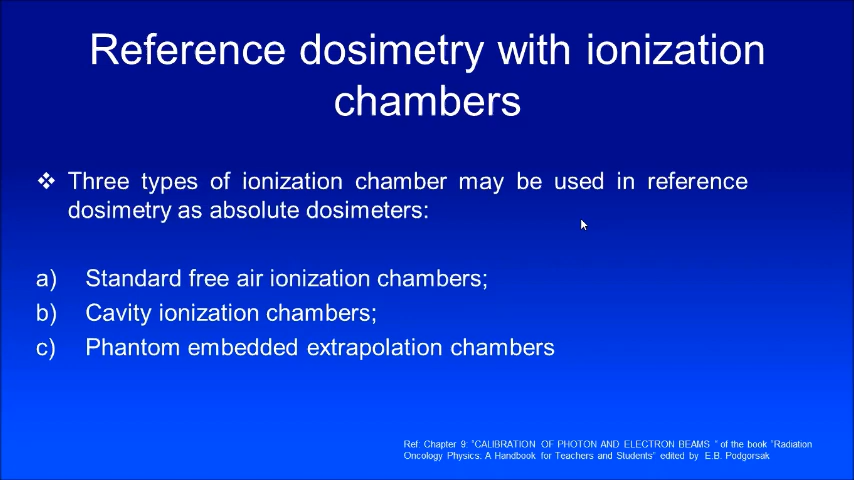 Reference dosimetry with ionization
chambers
❖ Three types of ionization chamber may be used in reference
dosimetry as absolute dosimeters:
a) Standard free air ionization chambers;
b) Cavity ionization chambers;
c) Phantom embedded extrapolation chambers
Ref: Chapter 9: "CALIBRATION OF PHOTON AND ELECTRON BEAMS " of the book "Radiation
Oncology Physics: A Handbook for Teachers and Students" edited by E.B. Podgorsak